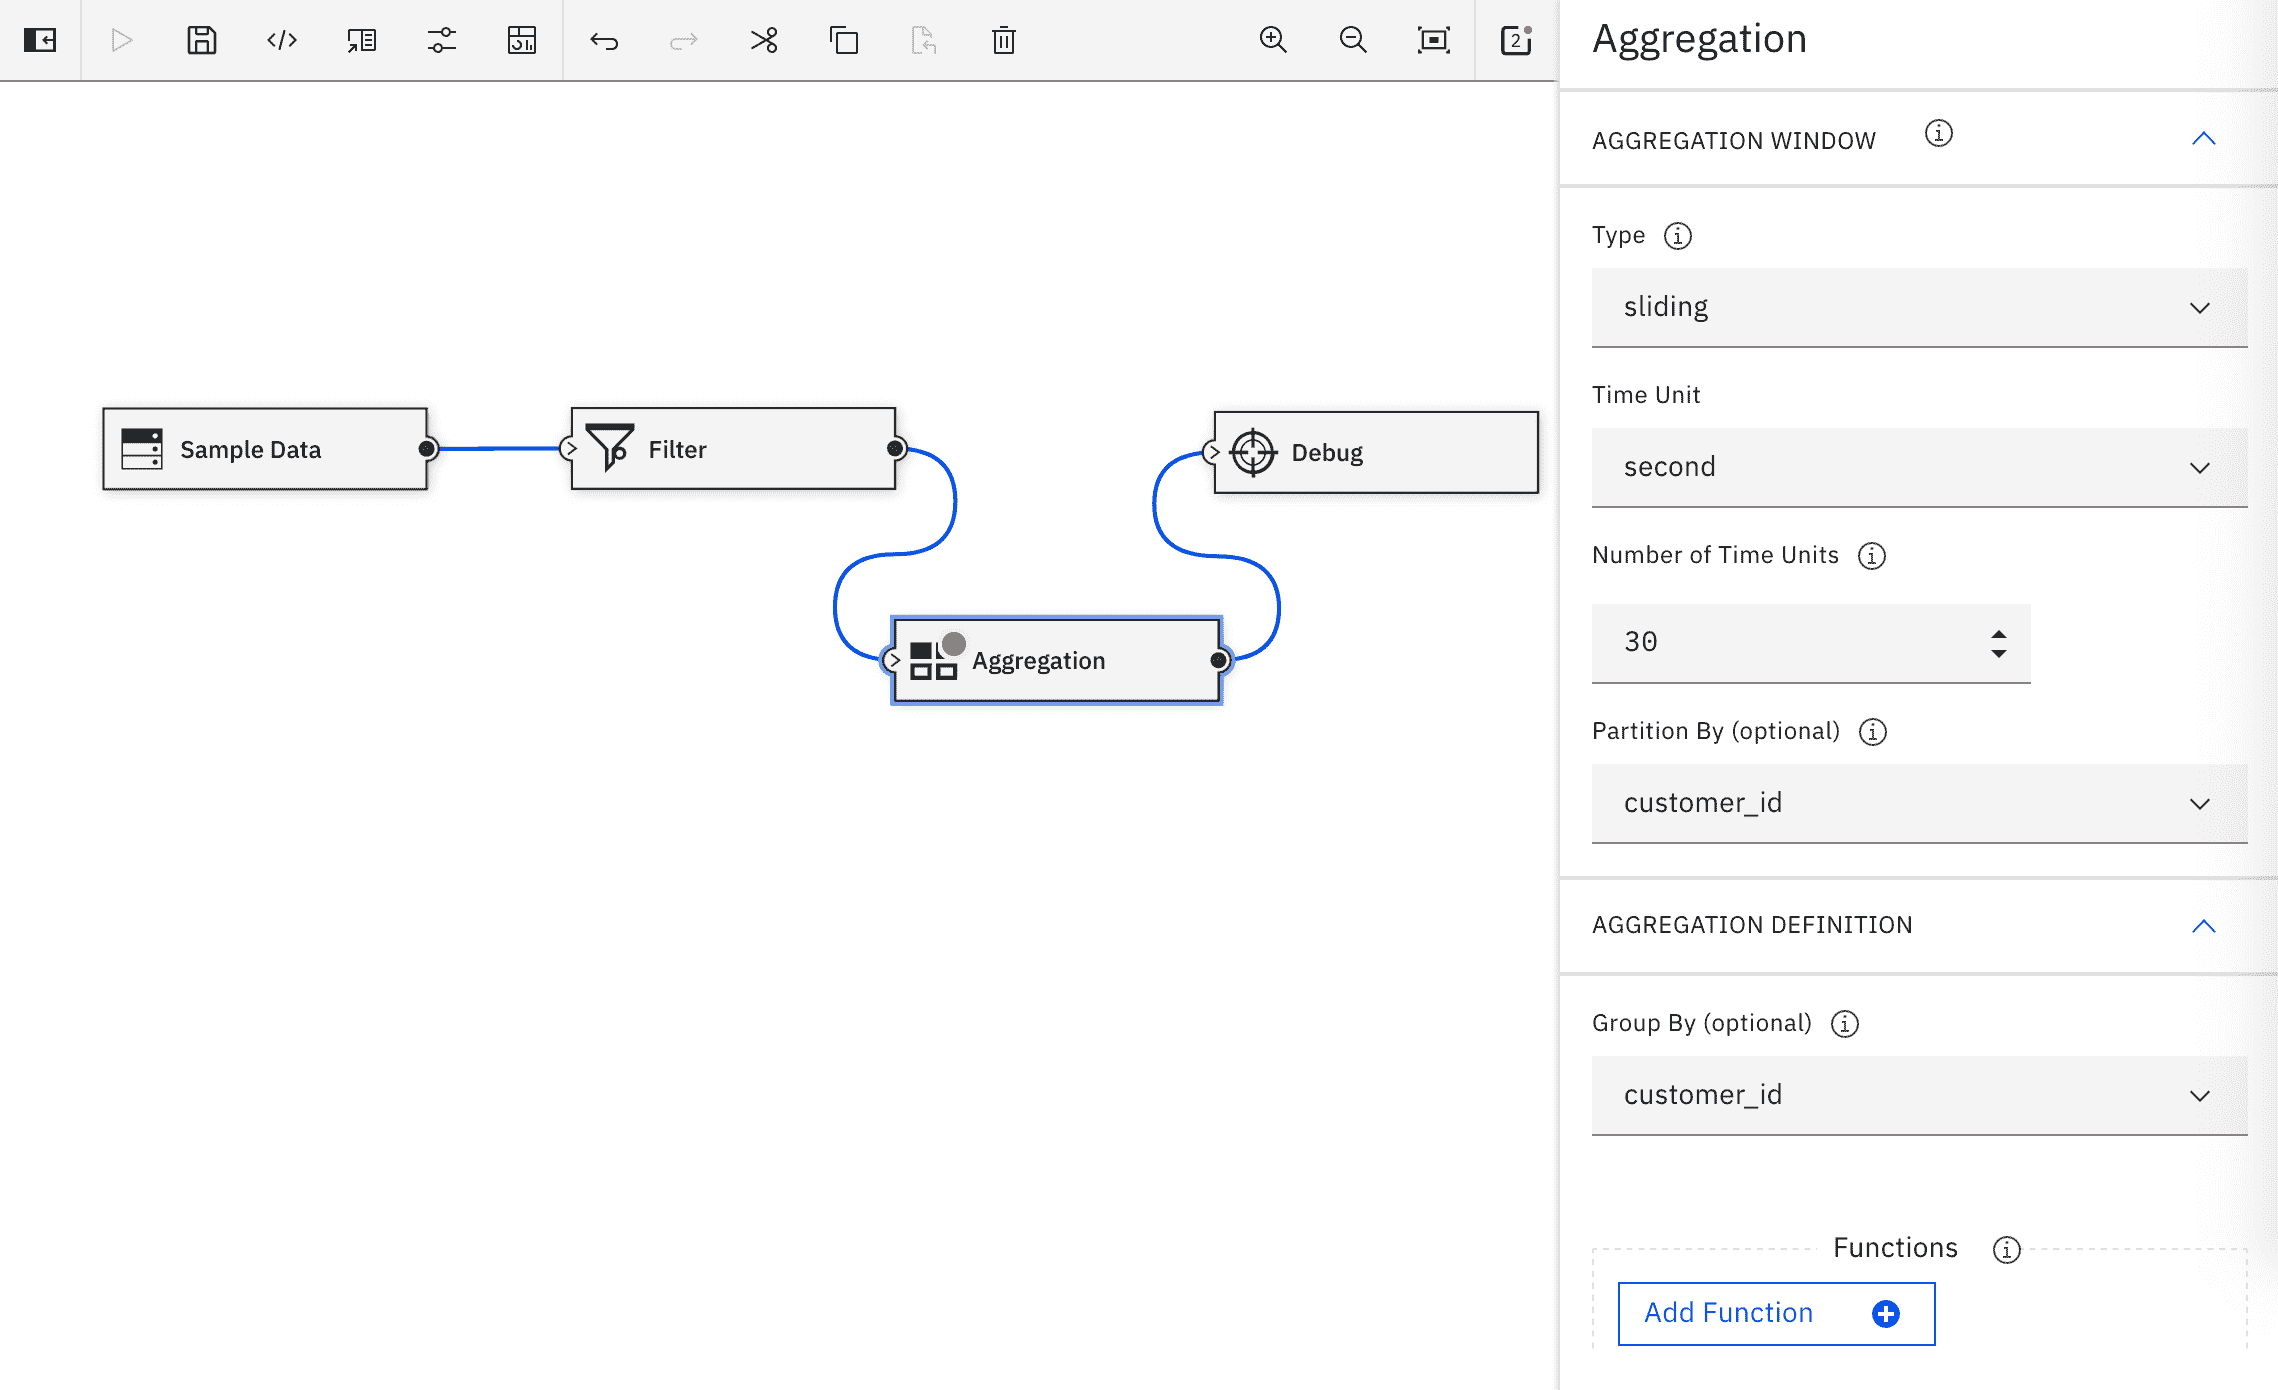 2
Aggregation
AGGREGATION WINDOW
Type
sliding
Time Unit
second
Number of Time Units
30
Partition By (optional)
customer_id
AGGREGATION DEFINITION
Group By (optional)
customer_id
Functions
Add Function
Sample Data
Filter
Debug
Aggregation